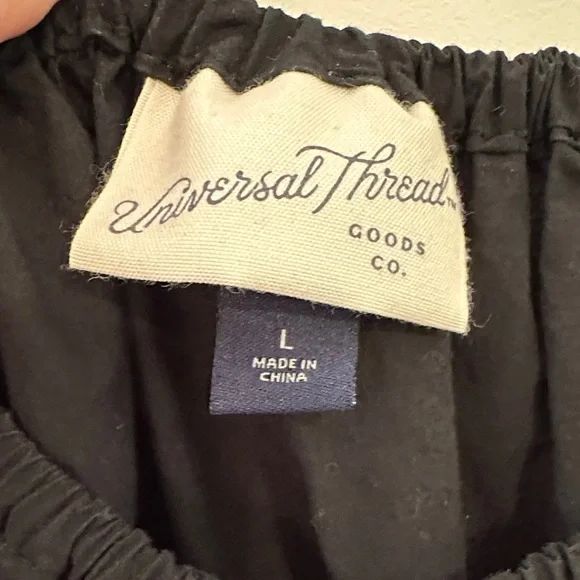 Universal Thread™
GOODS
CO.
L
MADE IN
CHINA